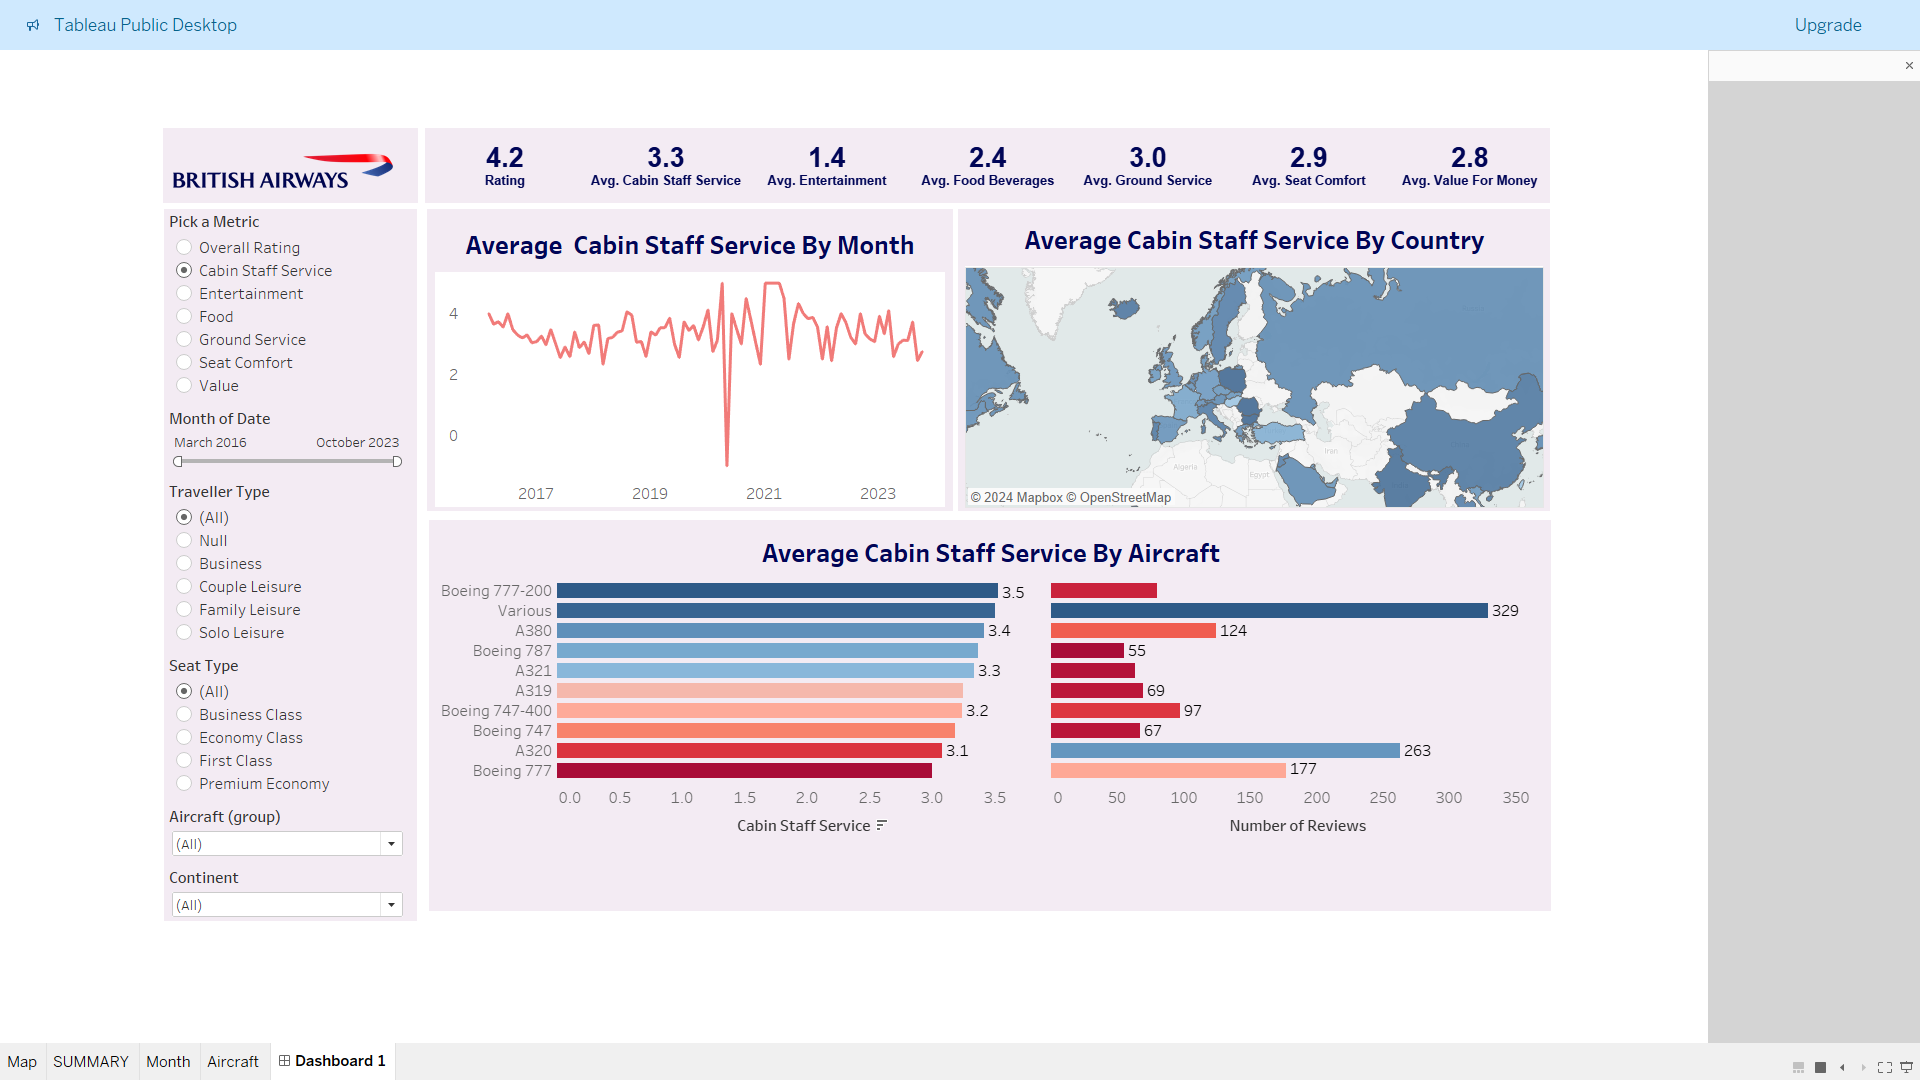 Tableau Public Desktop
Upgrade
BRITISH AIRWAYS
4.2 3.3 1.4 2.4 3.0 2.9 2.8
Rating Avg. Cabin Staff Service Avg. Entertainment Avg. Food Beverages Avg. Ground Service Avg. Seat Comfort Avg. Value For Money
Pick a Metric
Overall Rating
Cabin Staff Service
Entertainment
Food
Ground Service
Seat Comfort
Value
Month of Date
March 2016 October 2023
Traveller Type
(All)
Null
Business
Couple Leisure
Family Leisure
Solo Leisure
Seat Type
(All)
Business Class
Economy Class
First Class
Premium Economy
Aircraft (group)
(All)
Continent
(All)
Average Cabin Staff Service By Month
4
2
0
2017 2019 2021 2023
Average Cabin Staff Service By Country
Algeria
Egypt
Iran
© 2024 Mapbox © OpenStreetMap
Average Cabin Staff Service By Aircraft
Boeing 777-200 3.5
Various 329
A380 3.4 124
Boeing 787 55
A321 3.3
A319 69
Boeing 747-400 3.2 97
Boeing 747 67
A320 3.1 263
Boeing 777 177
0.0 0.5 1.0 1.5 2.0 2.5 3.0 3.5 0 50 100 150 200 250 300 350
Cabin Staff Service Number of Reviews
Map SUMMARY Month Aircraft Dashboard 1